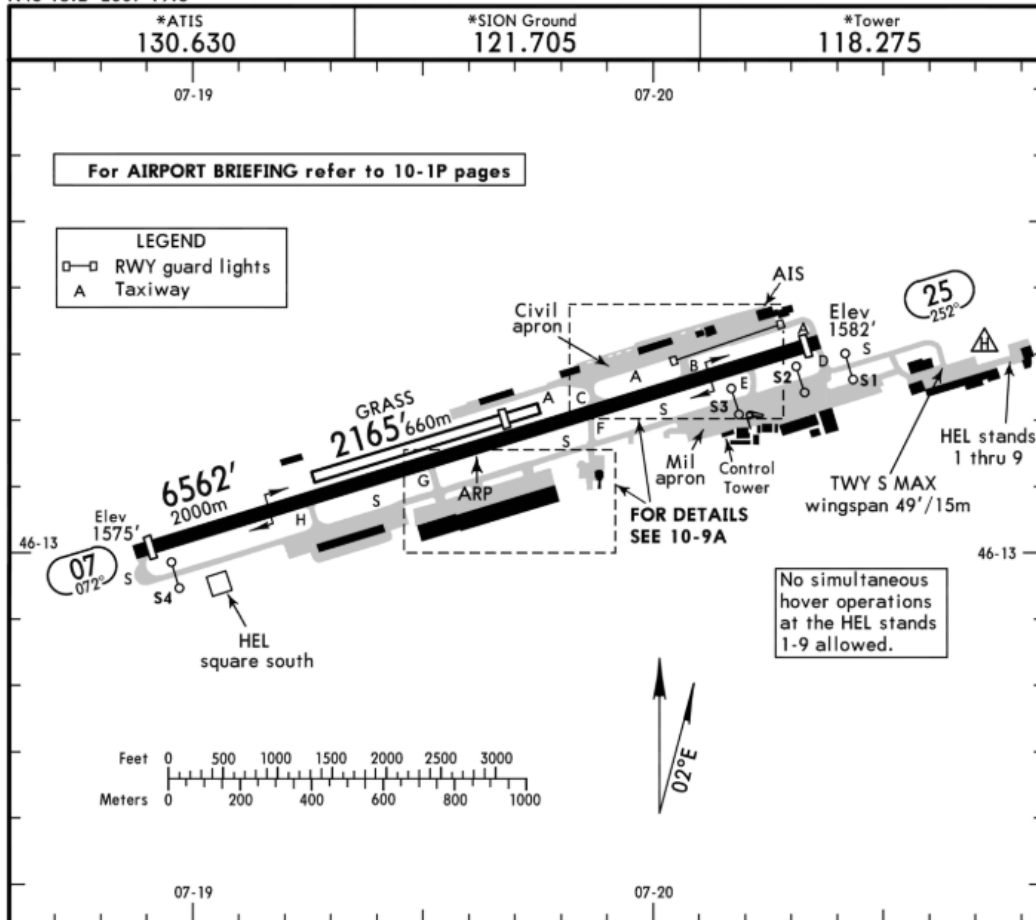 *ATIS
130.630
*SION Ground
121.705
*Tower
118.275
07-19
07-20
For AIRPORT BRIEFING refer to 10-1P pages
LEGEND
RWY guard lights
A Taxiway
AIS
Civil
apron
25
252°
Elev
1582'
A
S
D
B
A
S2
S1
E
C
S3
A
GRASS
2165' 660m
S
F
HEL stands
1 thru 9
Mil
apron
Control
Tower
TWY S MAX
wingspan 49'/15m
6562'
2000m
S
G
ARP
S
H
FOR DETAILS
SEE 10-9A
Elev
1575'
46-13
46-13
07
072°
S
S4
HEL
square south
No simultaneous
hover operations
at the HEL stands
1-9 allowed.
02°E
Feet 0 500 1000 1500 2000 2500 3000
Meters 0 200 400 600 800 1000
07-19
07-20
H